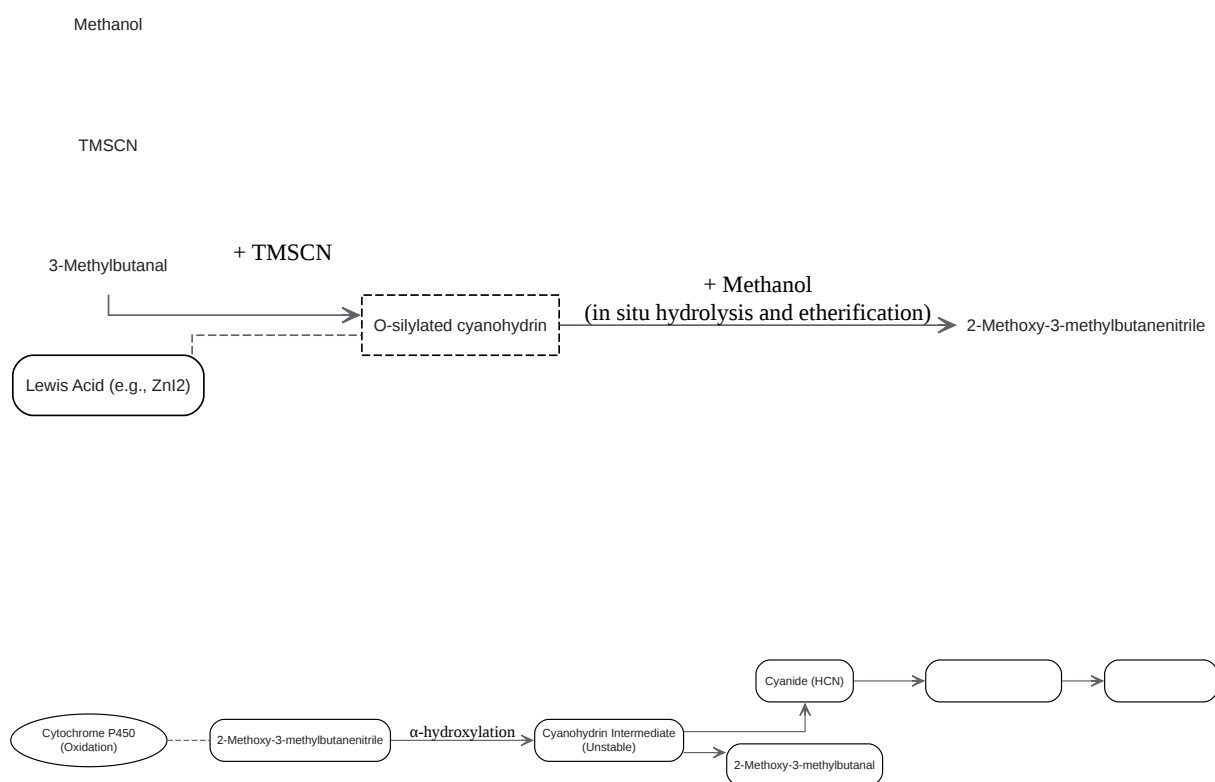 Methanol
TMSCN
+ TMSCN
3-Methylbutanal
+ Methanol
(in situ hydrolysis and etherification)
O-silylated cyanohydrin
2-Methoxy-3-methylbutanenitrile
Lewis Acid (e.g., ZnI2)
Cyanide (HCN)
Cytochrome P450
(Oxidation)
2-Methoxy-3-methylbutanenitrile
α-hydroxylation
Cyanohydrin Intermediate
(Unstable)
2-Methoxy-3-methylbutanal